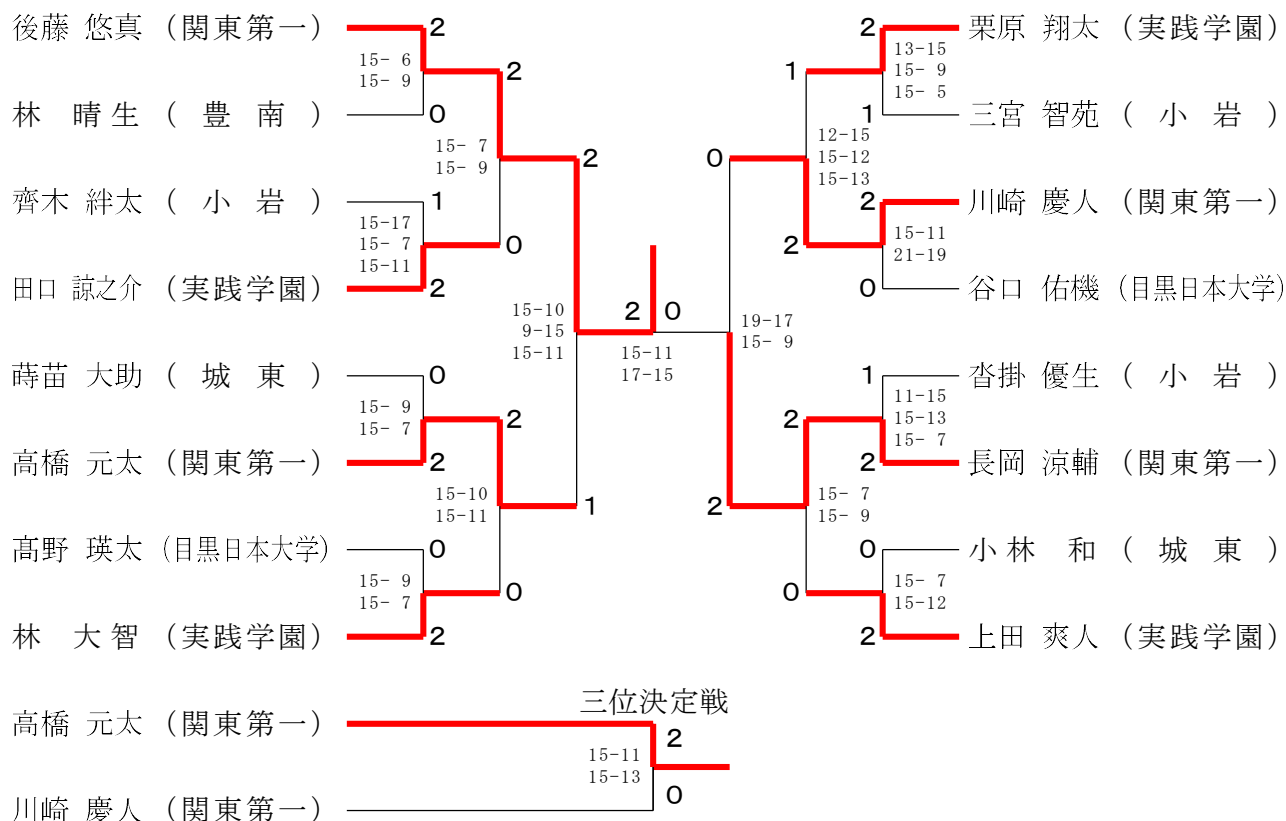 後藤 悠真 (関東第一) 2 2 栗原 翔太 (実践学園)
15- 6 13-15
15- 9 15- 9
2 1 15- 5
林 晴生 ( 豊南 ) 0 1 三宮 智苑 ( 小岩 )
15- 7 12-15
15- 9 15-12
2 0 15-13
齊木 絆太 ( 小岩 ) 1 2 川崎 慶人 (関東第一)
15-17 15-11
15- 7 21-19
15-11 0 2
田口 諒之介 (実践学園) 2 0 谷口 佑機 (目黒日本大学)
15-10 2 0 19-17
9-15 15- 9
15-11 15-11
17-15
蒔苗 大助 ( 城東 ) 0 1 沓掛 優生 ( 小岩 )
15- 9 11-15
15- 7 15-13
2 2 15- 7
高橋 元太 (関東第一) 2 2 長岡 涼輔 (関東第一)
15-10 15- 7
15-11 15- 9
1 2
髙野 瑛太 (目黒日本大学) 0 0 小林 和 ( 城東 )
15- 9 15- 7
15- 7 15-12
0 0
林 大智 (実践学園) 2 2 上田 爽人 (実践学園)
三位決定戦
高橋 元太 (関東第一) 2
15-11
15-13
川崎 慶人 (関東第一) 0